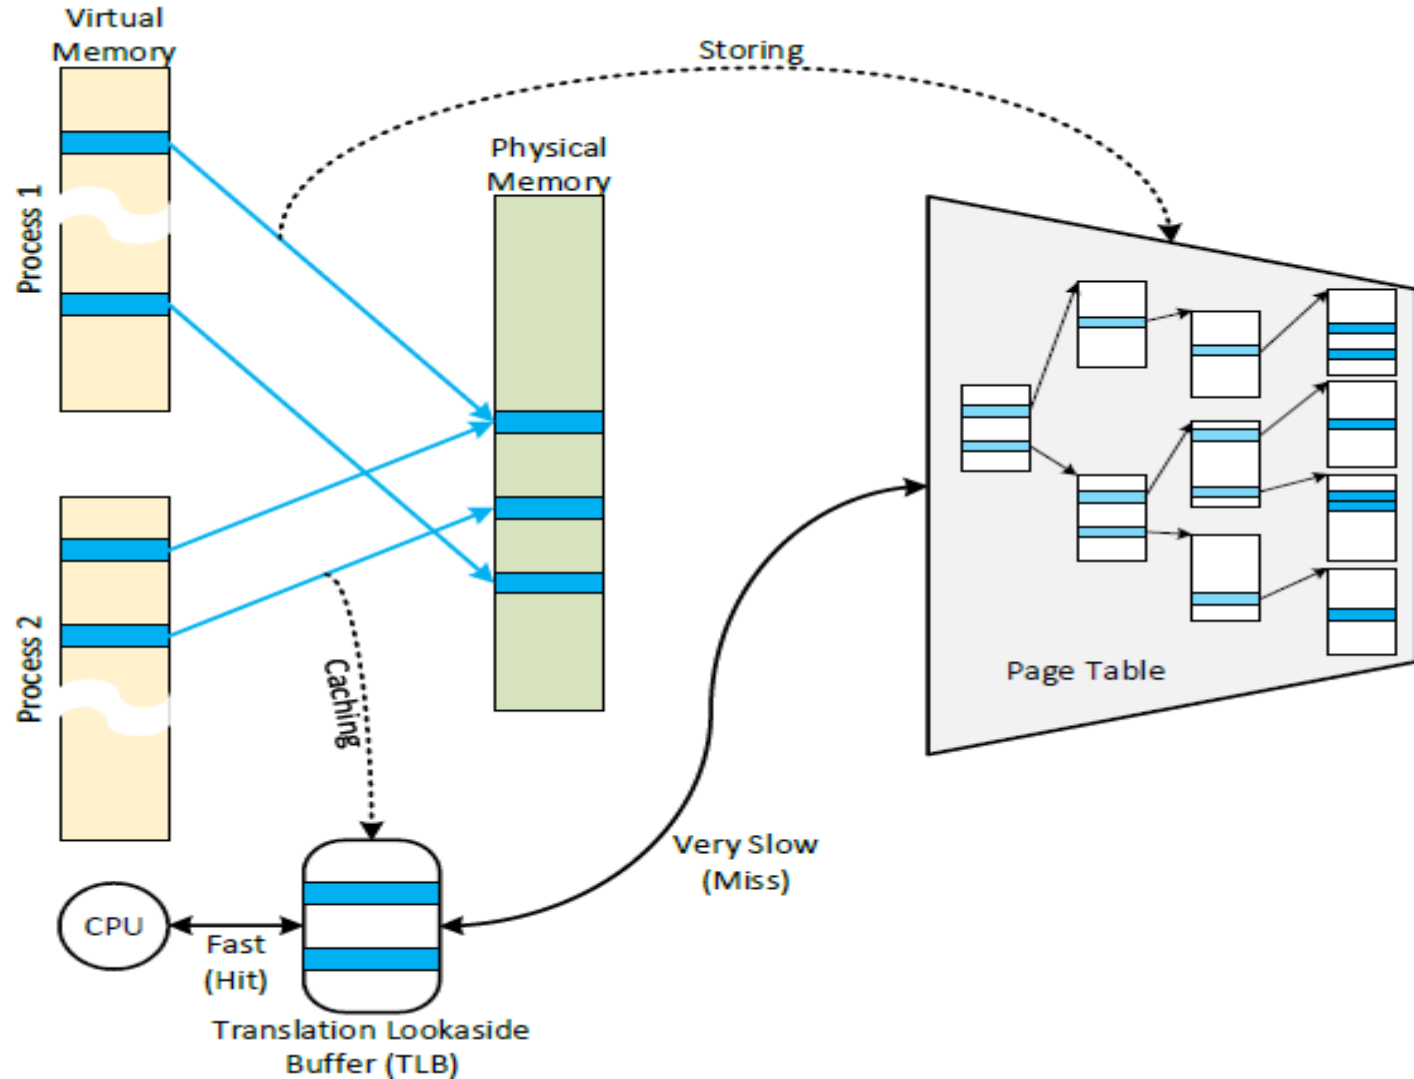 Virtual
Memory
Storing
Physical
Memory
Process 1
Process 2
Caching
Page Table
Very Slow
(Miss)
CPU
Fast
(Hit)
Translation Lookaside
Buffer (TLB)